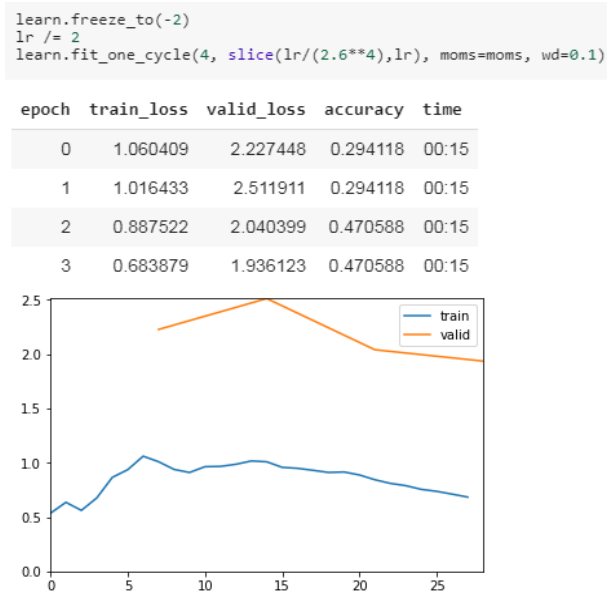 learn.freeze_to(-2)
lr /= 2
learn.fit_one_cycle(4, slice(lr/(2.6**4),lr), moms=moms, wd=0.1)
epoch train_loss valid_loss accuracy time
0 1.060409 2.227448 0.294118 00:15
1 1.016433 2.511911 0.294118 00:15
2 0.887522 2.040399 0.470588 00:15
3 0.683879 1.936123 0.470588 00:15
2.5
train
valid
2.0
1.5
1.0
0.5
0.0
0 5 10 15 20 25